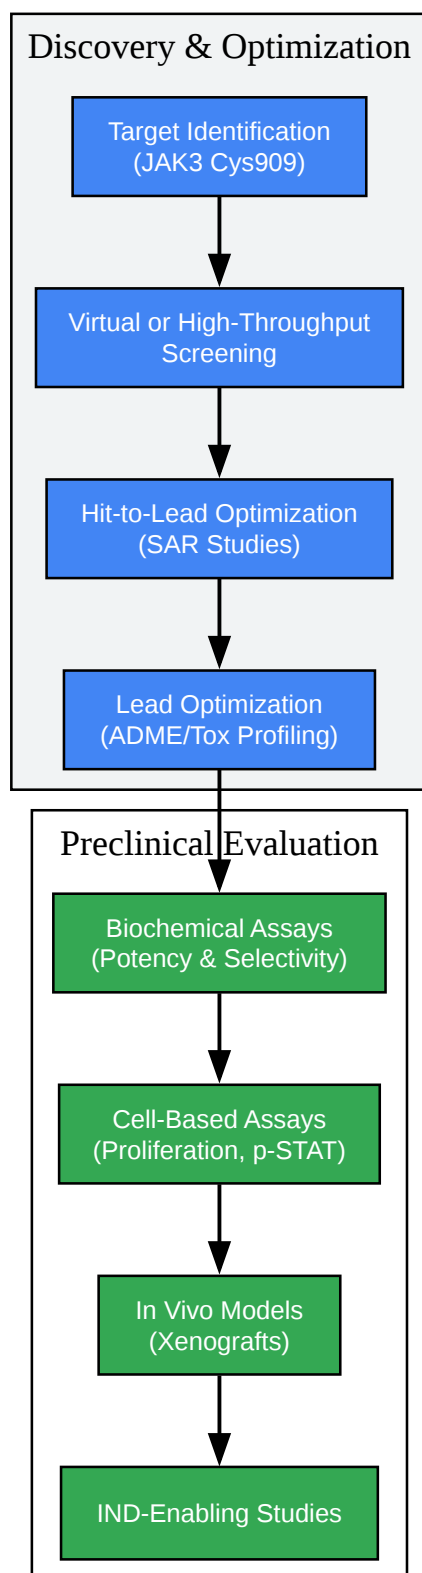 Discovery & Optimization
Target Identification
(JAK3 Cys909)
Virtual or High-Throughput
Screening
Hit-to-Lead Optimization
(SAR Studies)
Lead Optimization
(ADME/Tox Profiling)
Preclinical Evaluation
Biochemical Assays
(Potency & Selectivity)
Cell-Based Assays
(Proliferation, p-STAT)
In Vivo Models
(Xenografts)
IND-Enabling Studies